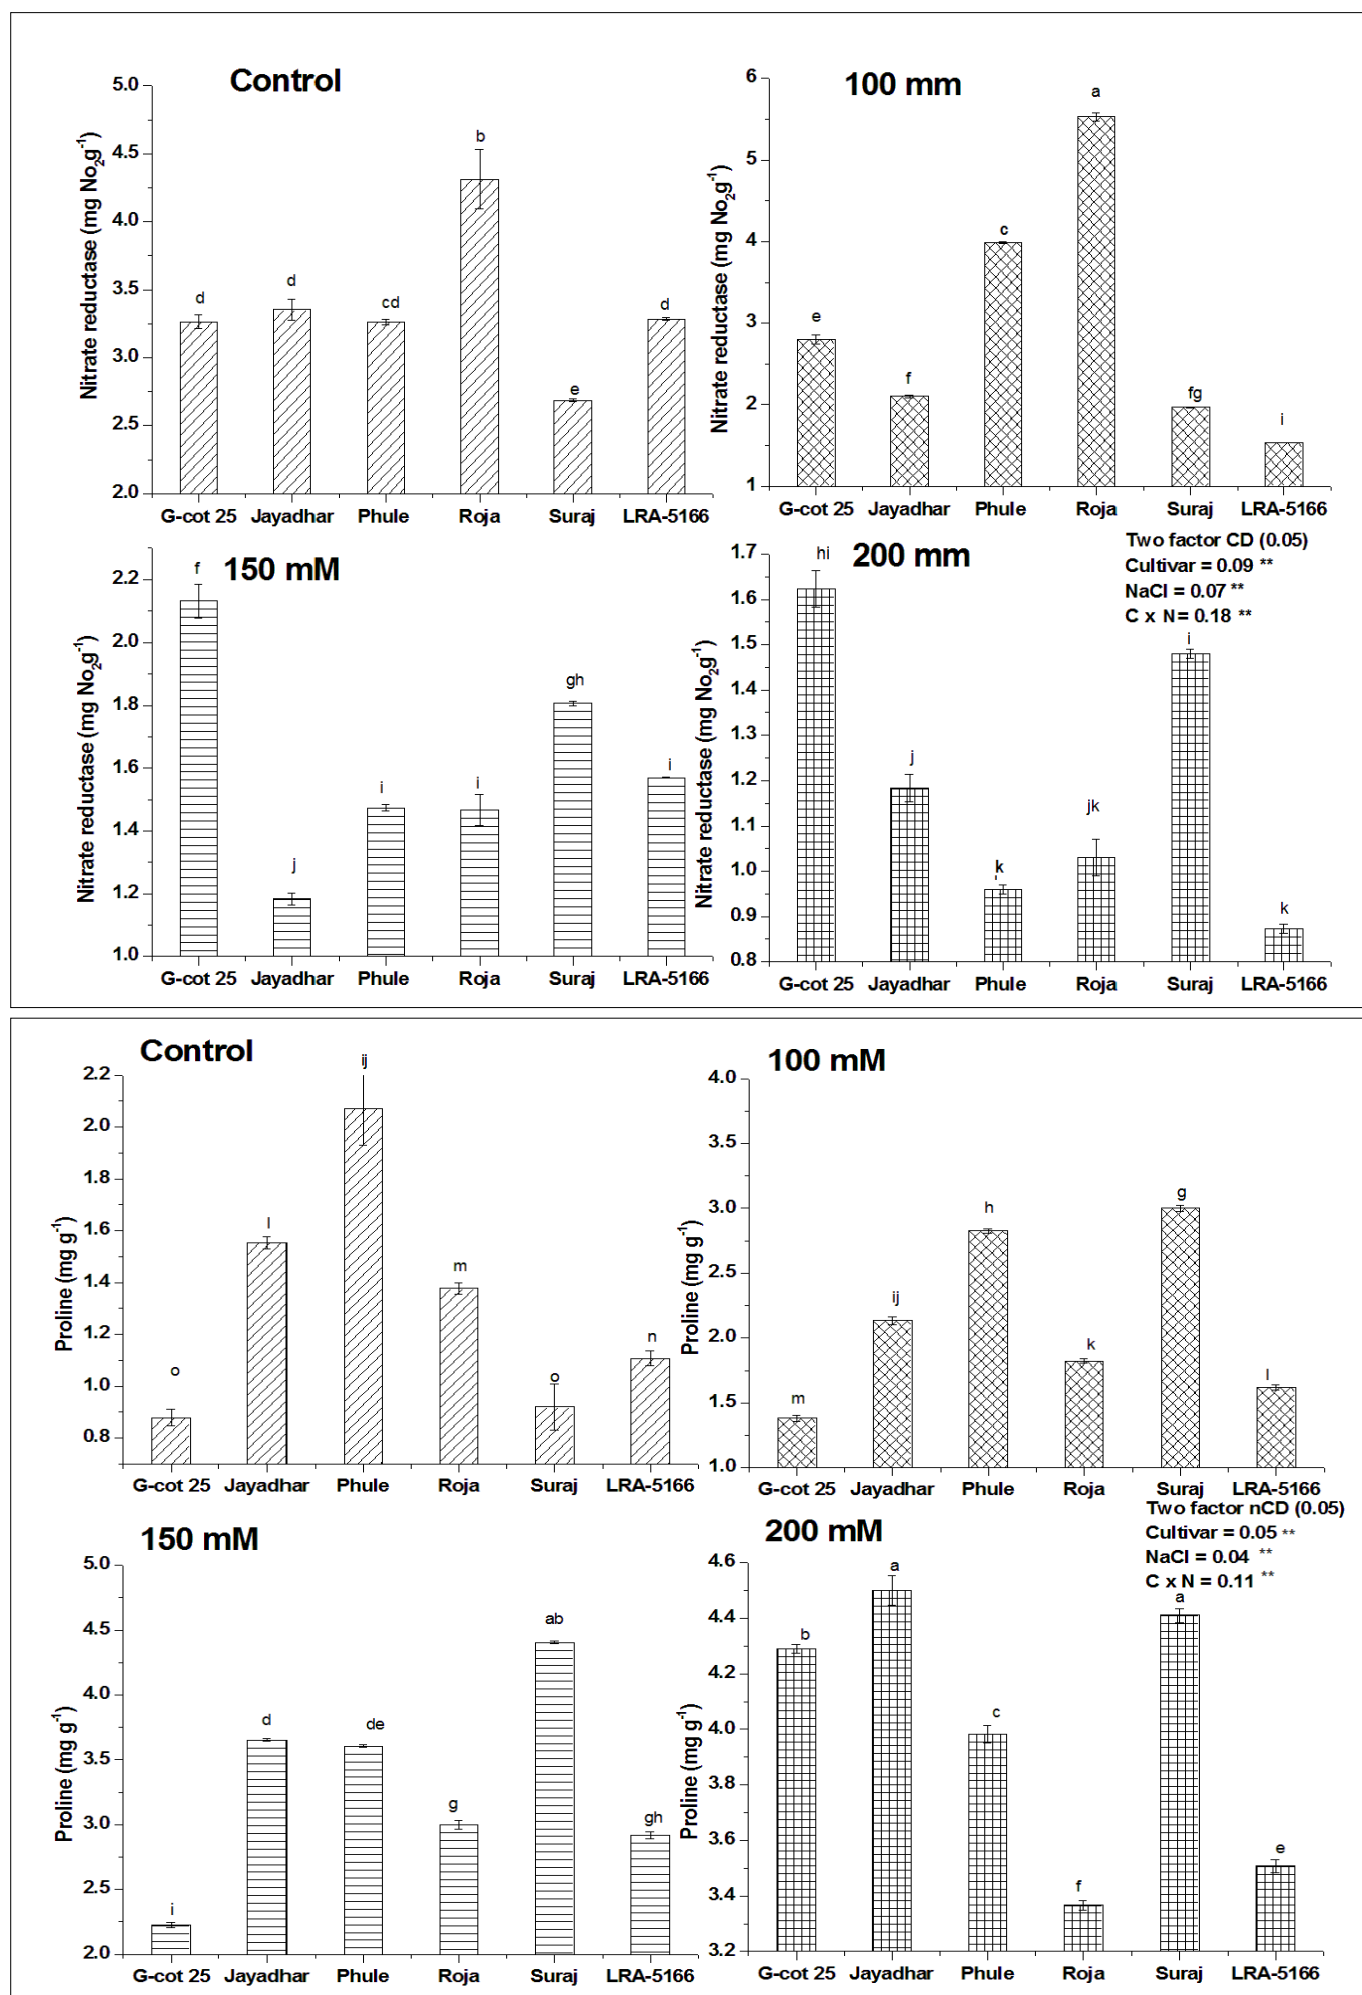 Control
Nitrate reductase (mg No₂g⁻¹)
5.0
4.5
4.0
3.5
3.0
2.5
2.0
d
d
cd
b
e
d
G-cot 25 Jayadhar Phule Roja Suraj LRA-5166
100 mm
Nitrate reductase (mg No₂g⁻¹)
6
5
4
3
2
1
e
f
c
a
fg
i
G-cot 25 Jayadhar Phule Roja Suraj LRA-5166
150 mM
Nitrate reductase (mg No₂g⁻¹)
2.2
2.0
1.8
1.6
1.4
1.2
1.0
f
j
i
i
gh
i
G-cot 25 Jayadhar Phule Roja Suraj LRA-5166
200 mm
Two factor CD (0.05)
Cultivar = 0.09 **
NaCl = 0.07 **
C x N= 0.18 **
Nitrate reductase (mg No₂g⁻¹)
1.7
1.6
1.5
1.4
1.3
1.2
1.1
1.0
0.9
0.8
hi
j
k
jk
i
k
G-cot 25 Jayadhar Phule Roja Suraj LRA-5166
Control
Proline (mg g⁻¹)
2.2
2.0
1.8
1.6
1.4
1.2
1.0
0.8
o
l
ij
m
o
n
G-cot 25 Jayadhar Phule Roja Suraj LRA-5166
100 mM
Proline (mg g⁻¹)
4.0
3.5
3.0
2.5
2.0
1.5
1.0
m
ij
h
k
g
l
G-cot 25 Jayadhar Phule Roja Suraj LRA-5166
150 mM
Proline (mg g⁻¹)
5.0
4.5
4.0
3.5
3.0
2.5
2.0
i
d
de
g
ab
gh
G-cot 25 Jayadhar Phule Roja Suraj LRA-5166
200 mM
Two factor nCD (0.05)
Cultivar = 0.05 **
NaCl = 0.04 **
C x N = 0.11 **
Proline (mg g⁻¹)
4.6
4.4
4.2
4.0
3.8
3.6
3.4
3.2
b
a
c
f
a
e
G-cot 25 Jayadhar Phule Roja Suraj LRA-5166